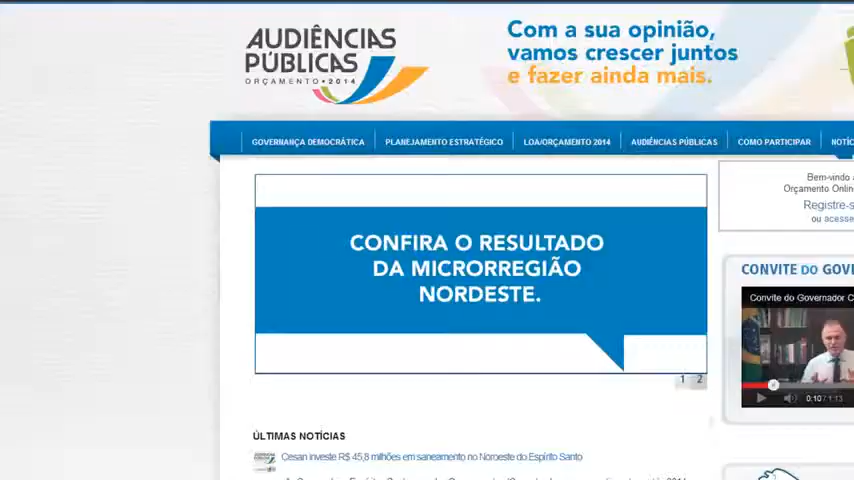 AUDIÊNCIAS
PÚBLICAS
ORÇAMENTO • 2014
Com a sua opinião,
vamos crescer juntos
e fazer ainda mais.
GOVERNANÇA DEMOCRÁTICA
PLANEJAMENTO ESTRATÉGICO
LOA/ORÇAMENTO 2014
AUDIÊNCIAS PÚBLICAS
COMO PARTICIPAR
NOTÍC
Bem-vindo a
Orçamento Onlin
Registre-s
ou acesse
CONFIRA O RESULTADO
DA MICRORREGIÃO
NORDESTE.
1 2
CONVITE DO GOVE
Convite do Governador C
0:10 / 1:13
ÚLTIMAS NOTÍCIAS
Cesan investe R$ 45,8 milhões em saneamento no Noroeste do Espírito Santo